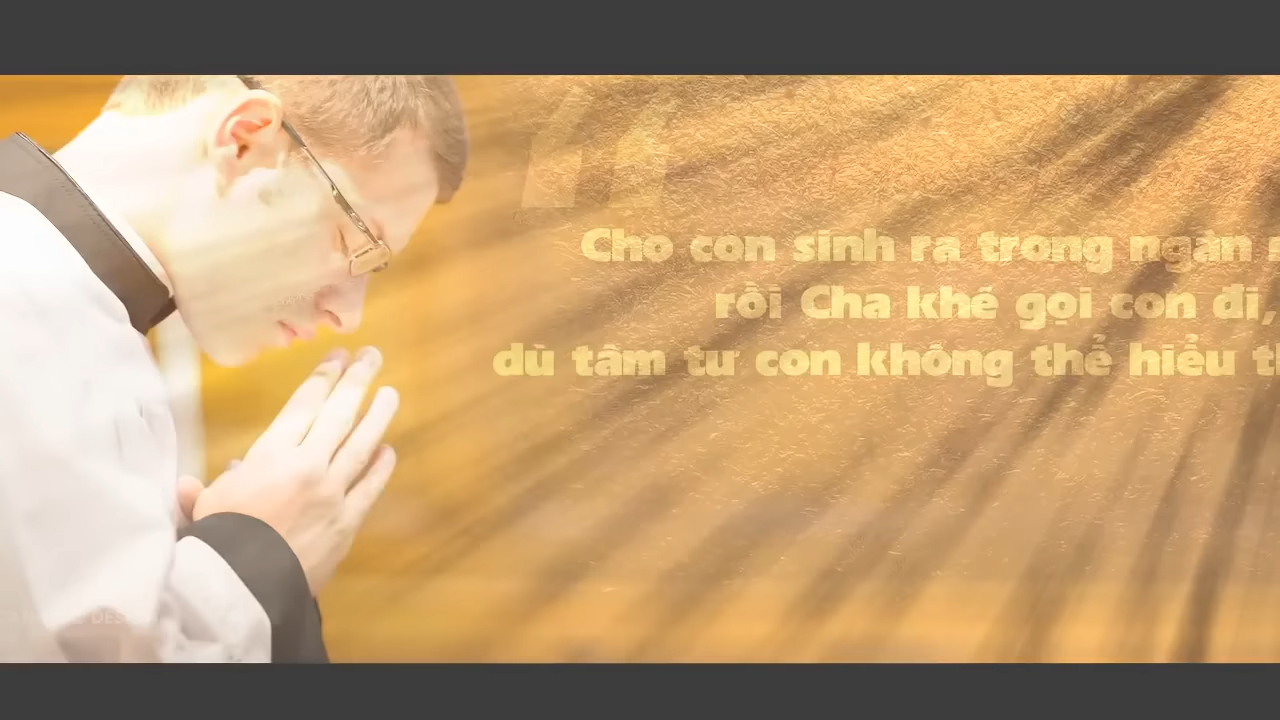 Cho con sinh ra trong ngàn
rồi Cha khẽ gọi con đi,
dù tâm tư con không thể hiểu